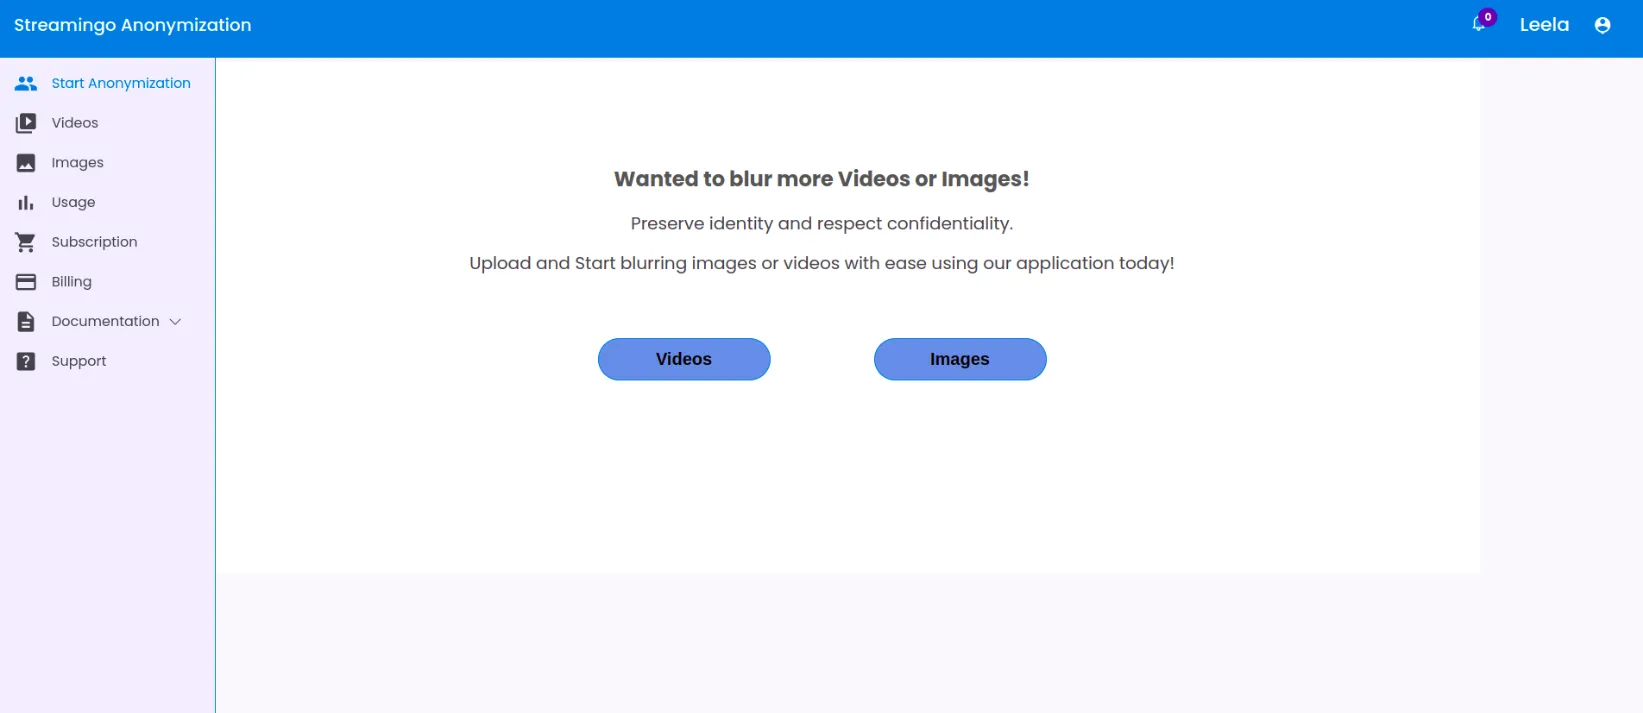 Streamingo Anonymization
0
Leela
Start Anonymization
Videos
Images
Usage
Subscription
Billing
Documentation
Support
Wanted to blur more Videos or Images!
Preserve identity and respect confidentiality.
Upload and Start blurring images or videos with ease using our application today!
Videos
Images